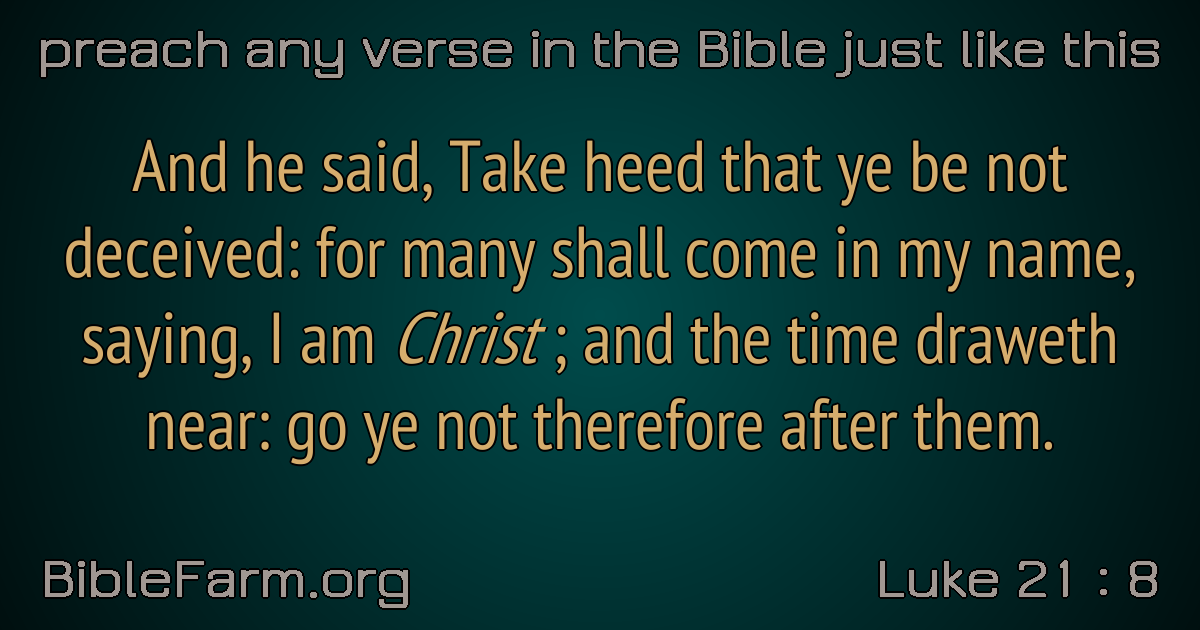 preach any verse in the Bible just like this
And he said, Take heed that ye be not
deceived: for many shall come in my name,
saying, I am Christ ; and the time draweth
near: go ye not therefore after them.
BibleFarm.org
Luke 21 : 8